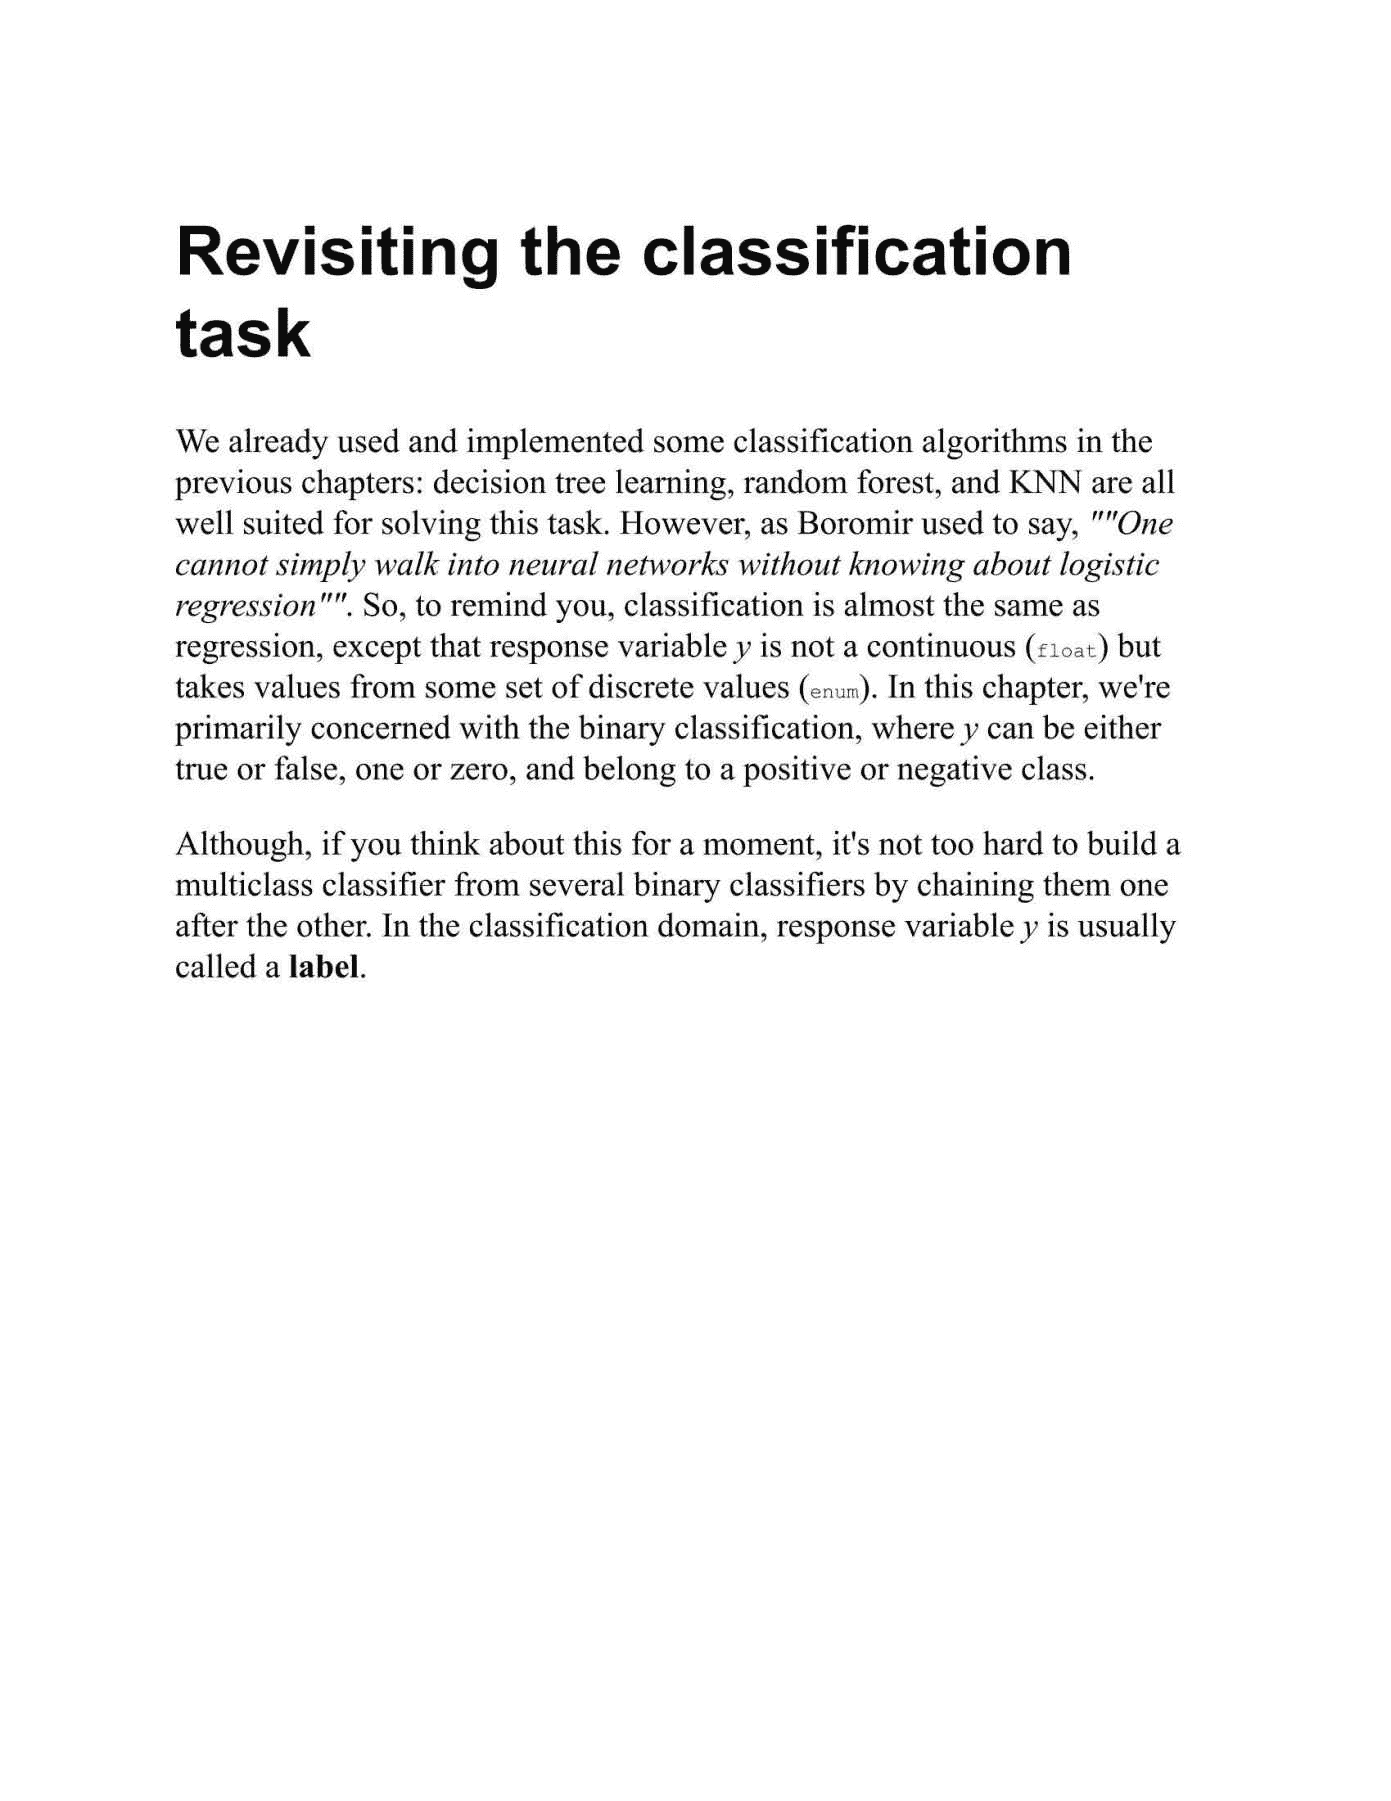 Revisiting the classification
task
We already used and implemented some classification algorithms in the
previous chapters: decision tree learning, random forest, and KNN are all
well suited for solving this task. However, as Boromir used to say, ""One
cannot simply walk into neural networks without knowing about logistic
regression"". So, to remind you, classification is almost the same as
regression, except that response variable y is not a continuous (float) but
takes values from some set of discrete values (enum). In this chapter, we're
primarily concerned with the binary classification, where y can be either
true or false, one or zero, and belong to a positive or negative class.
Although, if you think about this for a moment, it's not too hard to build a
multiclass classifier from several binary classifiers by chaining them one
after the other. In the classification domain, response variable y is usually
called a label.